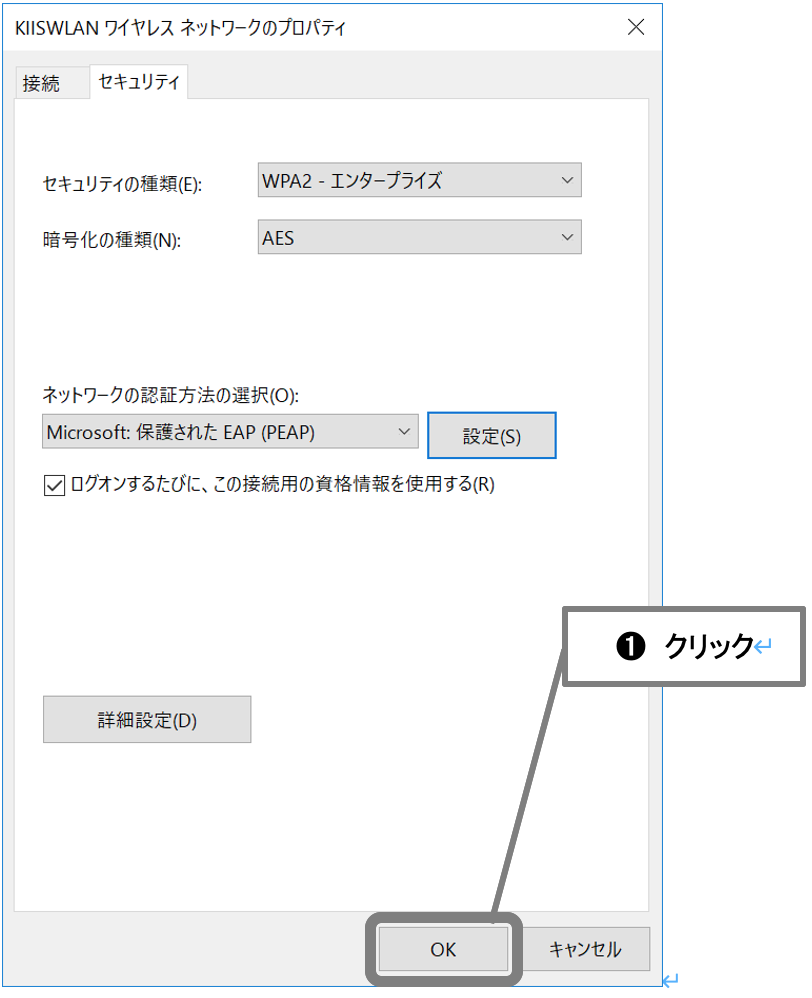 KIISWLAN ワイヤレス ネットワークのプロパティ
接続 セキュリティ
セキュリティの種類(E): WPA2 - エンタープライズ
暗号化の種類(N): AES
ネットワークの認証方法の選択(O):
Microsoft: 保護された EAP (PEAP) 設定(S)
ログオンするたびに、この接続用の資格情報を使用する(R)
❶ クリック↵
詳細設定(D)
OK キャンセル
↵